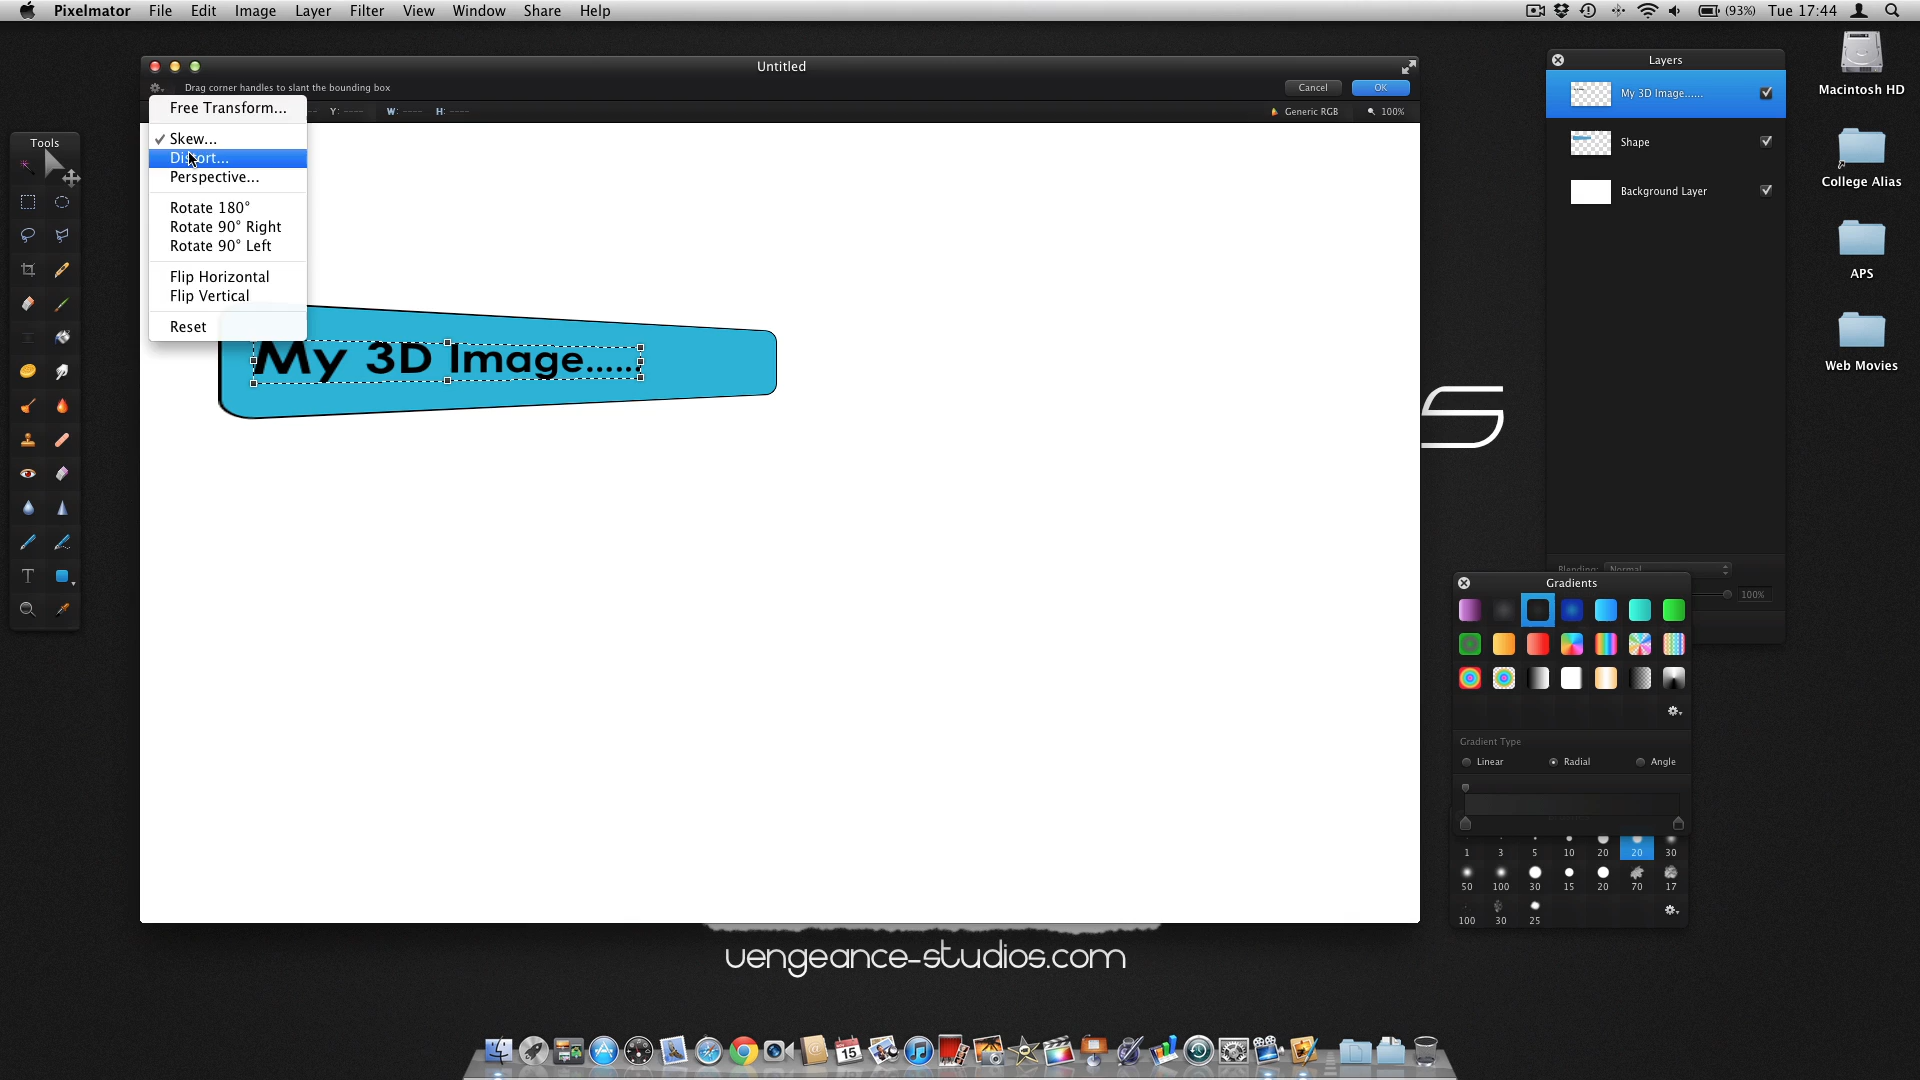 Pixelmator File Edit Image Layer Filter View Window Share Help (93%) Tue 17:44
Untitled
Drag corner handles to slant the bounding box Cancel OK
Y: ---- W: ---- H: ---- Generic RGB 100%
Free Transform...
Skew...
Distort...
Perspective...
Rotate 180°
Rotate 90° Right
Rotate 90° Left
Flip Horizontal
Flip Vertical
Reset
Tools
T
My 3D Image......
Layers
My 3D Image......
Shape
Background Layer
Blending: Normal
100%
Gradients
Gradient Type
Linear Radial Angle
1 3 5 10 20 20 30
50 100 30 15 20 70 17
100 30 25
Macintosh HD
College Alias
APS
Web Movies
S
vengeance-studios.com
15